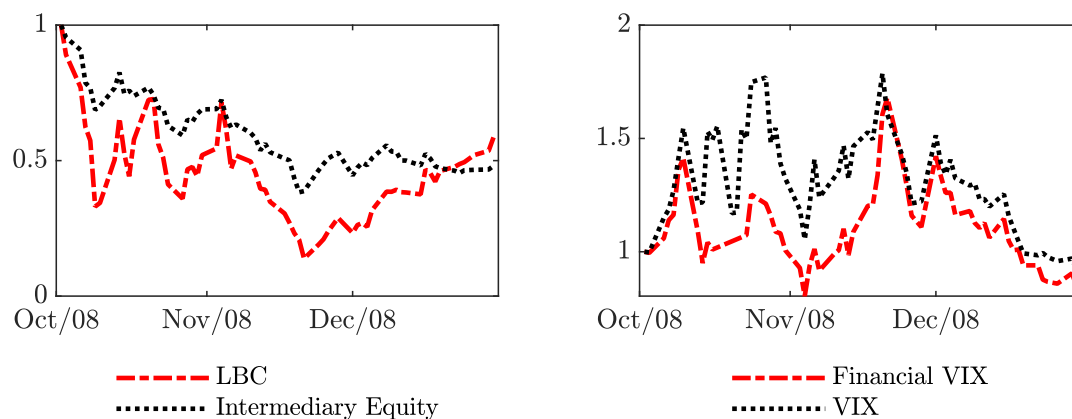 1
0.5
0
Oct/08 Nov/08 Dec/08
LBC
Intermediary Equity
2
1.5
1
Oct/08 Nov/08 Dec/08
Financial VIX
VIX